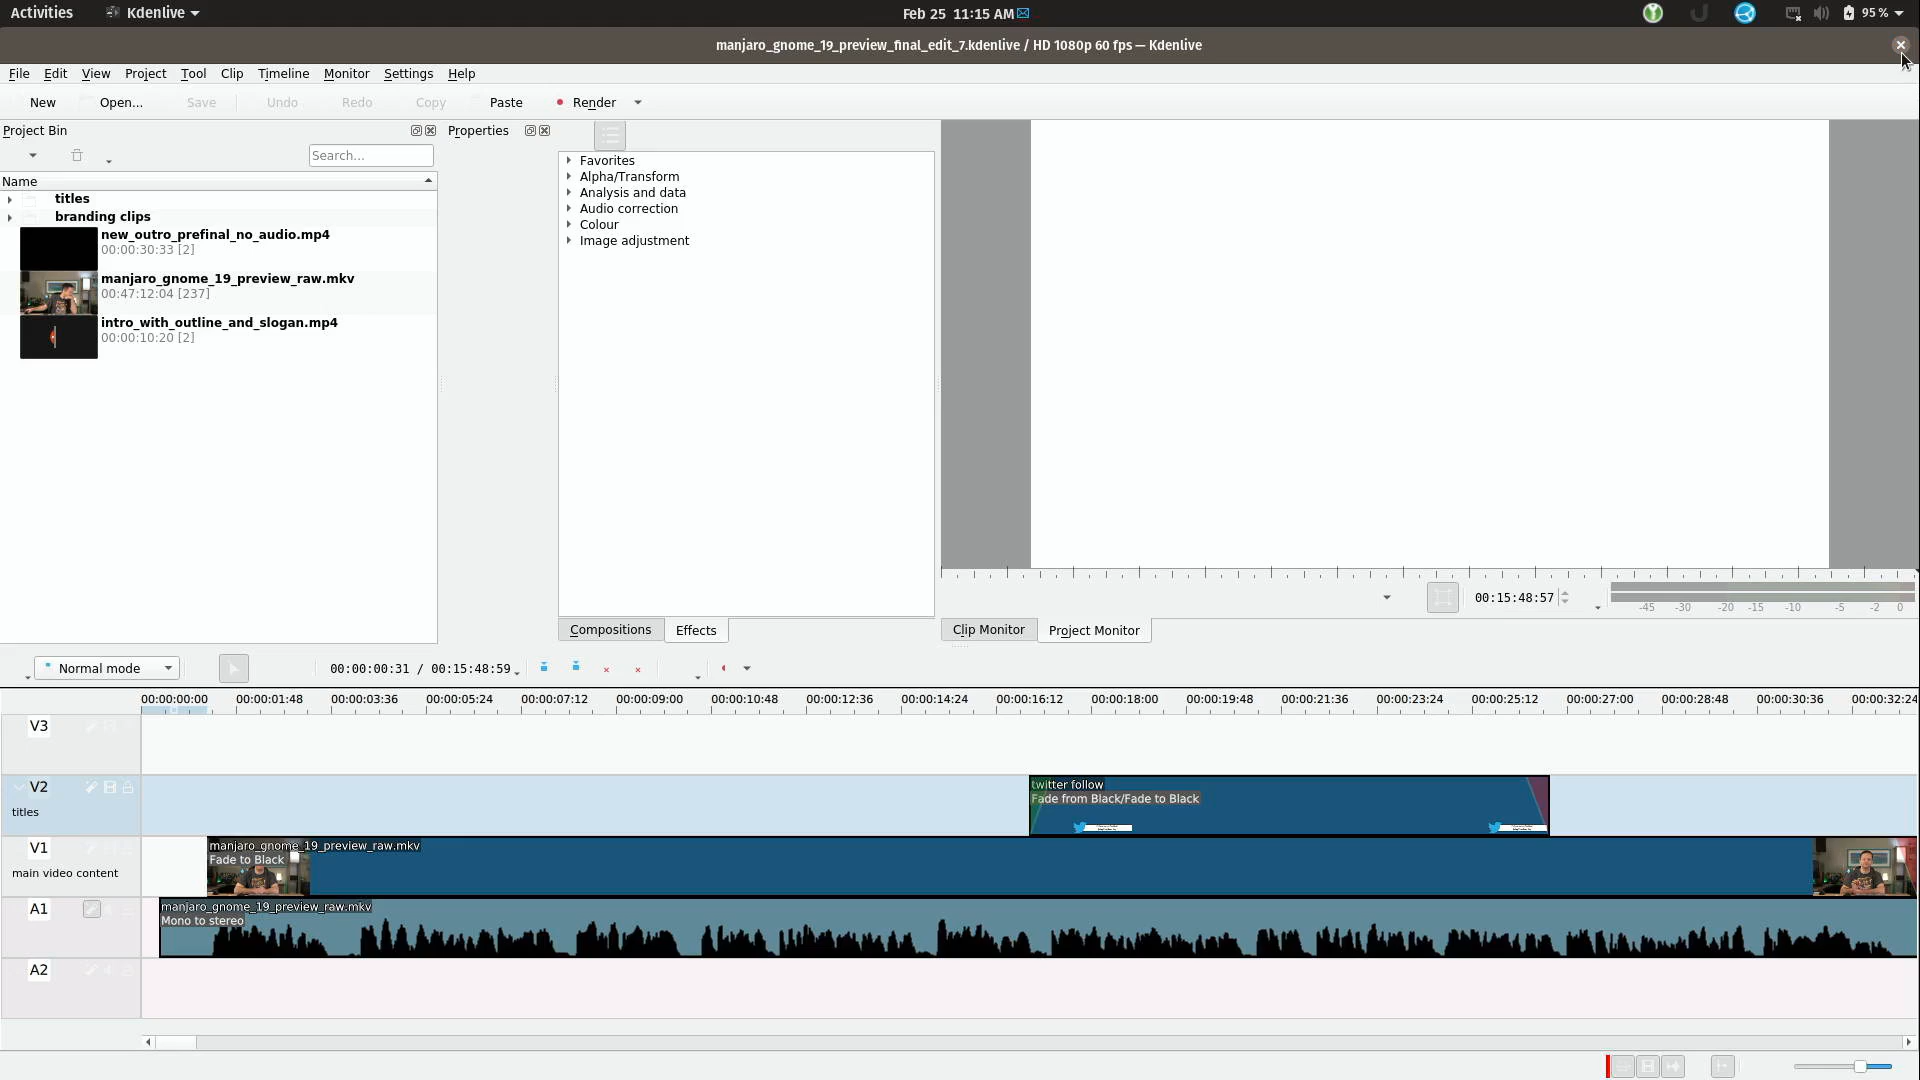 Activities Kdenlive Feb 25 11:15 AM 95 %
manjaro_gnome_19_preview_final_edit_7.kdenlive / HD 1080p 60 fps — Kdenlive
File Edit View Project Tool Clip Timeline Monitor Settings Help
New Open... Save Undo Redo Copy Paste Render
Project Bin Properties
Search...
Name
titles
branding clips
new_outro_prefinal_no_audio.mp4
00:00:30:33 [2]
manjaro_gnome_19_preview_raw.mkv
00:47:12:04 [237]
intro_with_outline_and_slogan.mp4
00:00:10:20 [2]
Favorites
Alpha/Transform
Analysis and data
Audio correction
Colour
Image adjustment
Compositions Effects
00:15:48:57
-45 -30 -20 -15 -10 -5 -2 0
Clip Monitor Project Monitor
Normal mode 00:00:00:31 / 00:15:48:59
00:00:00:00 00:00:01:48 00:00:03:36 00:00:05:24 00:00:07:12 00:00:09:00 00:00:10:48 00:00:12:36 00:00:14:24 00:00:16:12 00:00:18:00 00:00:19:48 00:00:21:36 00:00:23:24 00:00:25:12 00:00:27:00 00:00:28:48 00:00:30:36 00:00:32:24
V3
V2
titles
twitter follow
Fade from Black/Fade to Black
V1
main video content
manjaro_gnome_19_preview_raw.mkv
Fade to Black
A1
manjaro_gnome_19_preview_raw.mkv
Mono to stereo
A2